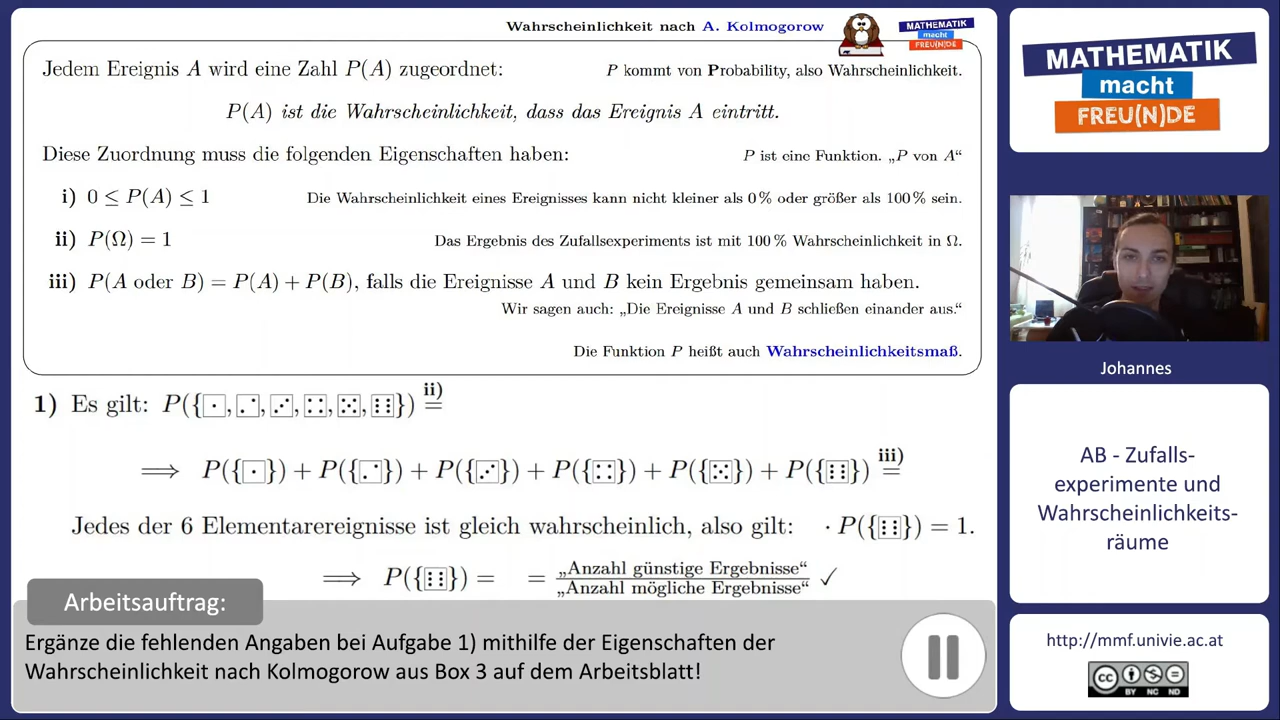 Wahrscheinlichkeit nach A. Kolmogorow
MATHEMATIK
macht
FREU(N)DE
Jedem Ereignis A wird eine Zahl P(A) zugeordnet:
P kommt von Probability, also Wahrscheinlichkeit.
P(A) ist die Wahrscheinlichkeit, dass das Ereignis A eintritt.
Diese Zuordnung muss die folgenden Eigenschaften haben:
P ist eine Funktion. „P von A“
i) 0 ≤ P(A) ≤ 1
Die Wahrscheinlichkeit eines Ereignisses kann nicht kleiner als 0 % oder größer als 100 % sein.
ii) P(Ω) = 1
Das Ergebnis des Zufallsexperiments ist mit 100 % Wahrscheinlichkeit in Ω.
iii) P(A oder B) = P(A) + P(B), falls die Ereignisse A und B kein Ergebnis gemeinsam haben.
Wir sagen auch: „Die Ereignisse A und B schließen einander aus.“
Die Funktion P heißt auch Wahrscheinlichkeitsmaß.
1) Es gilt: P({⚀, ⚁, ⚂, ⚃, ⚄, ⚅}) ii) =
⟹ P({⚀}) + P({⚁}) + P({⚂}) + P({⚃}) + P({⚄}) + P({⚅}) iii) =
Jedes der 6 Elementarereignisse ist gleich wahrscheinlich, also gilt: · P({⚅}) = 1.
⟹ P({⚅}) = = „Anzahl günstige Ergebnisse“ / „Anzahl mögliche Ergebnisse“ ✓
Arbeitsauftrag:
Ergänze die fehlenden Angaben bei Aufgabe 1) mithilfe der Eigenschaften der
Wahrscheinlichkeit nach Kolmogorow aus Box 3 auf dem Arbeitsblatt!
MATHEMATIK
macht
FREU(N)DE
Johannes
AB - Zufalls-
experimente und
Wahrscheinlichkeits-
räume
http://mmf.univie.ac.at
cc
BY NC ND